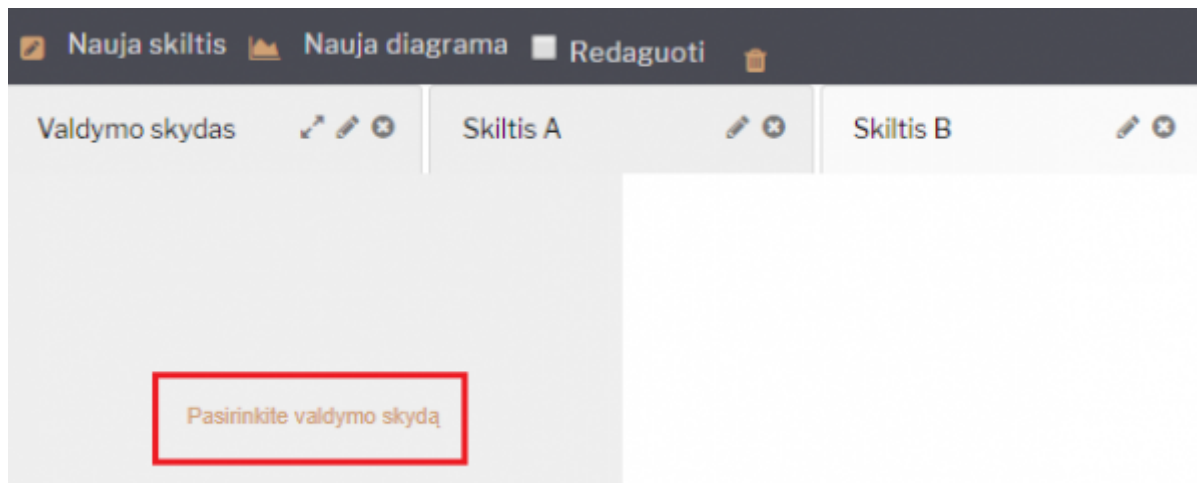 Nauja skiltis Nauja diagrama Redaguoti
Valdymo skydas Skiltis A Skiltis B
Pasirinkite valdymo skydą